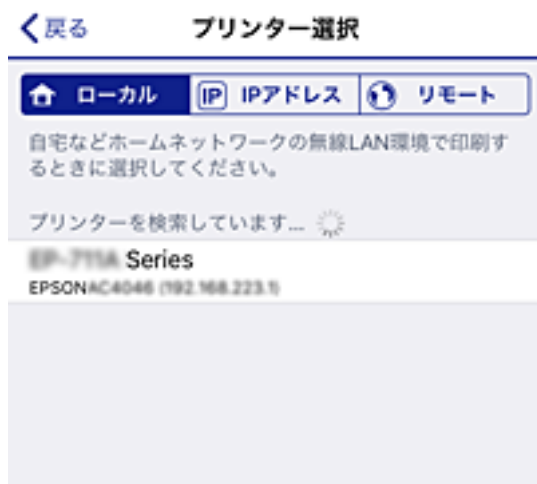 戻る
プリンター選択
ローカル
IP IPアドレス
リモート
自宅などホームネットワークの無線LAN環境で印刷す
るときに選択してください。
プリンターを検索しています...
Series
EPSON